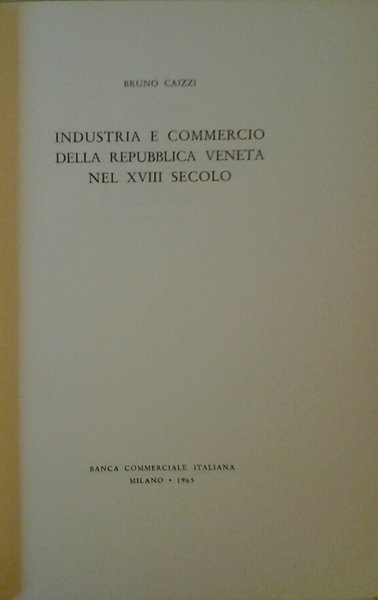 BRUNO CAIZZI
INDUSTRIA E COMMERCIO
DELLA REPUBBLICA VENETA
NEL XVIII SECOLO
BANCA COMMERCIALE ITALIANA
MILANO • 1965